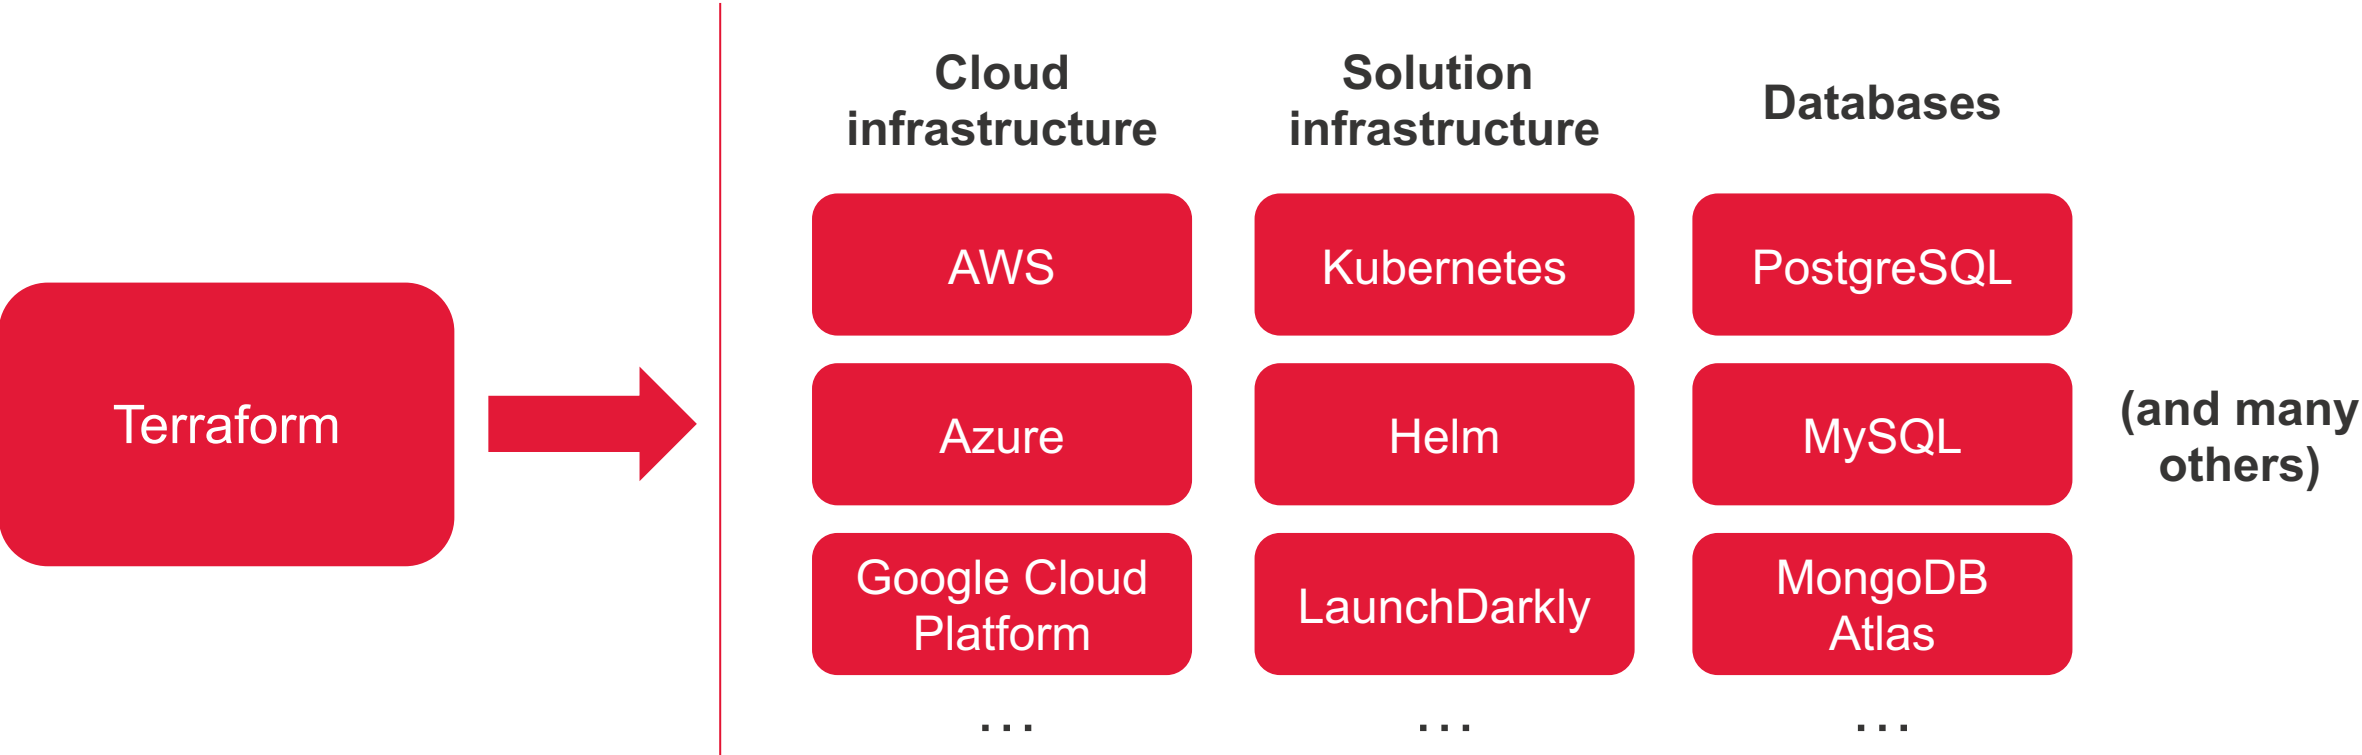 Terraform
Cloud
infrastructure
AWS
Azure
Google Cloud
Platform
...
Solution
infrastructure
Kubernetes
Helm
LaunchDarkly
...
Databases
PostgreSQL
MySQL
MongoDB
Atlas
...
(and many
others)